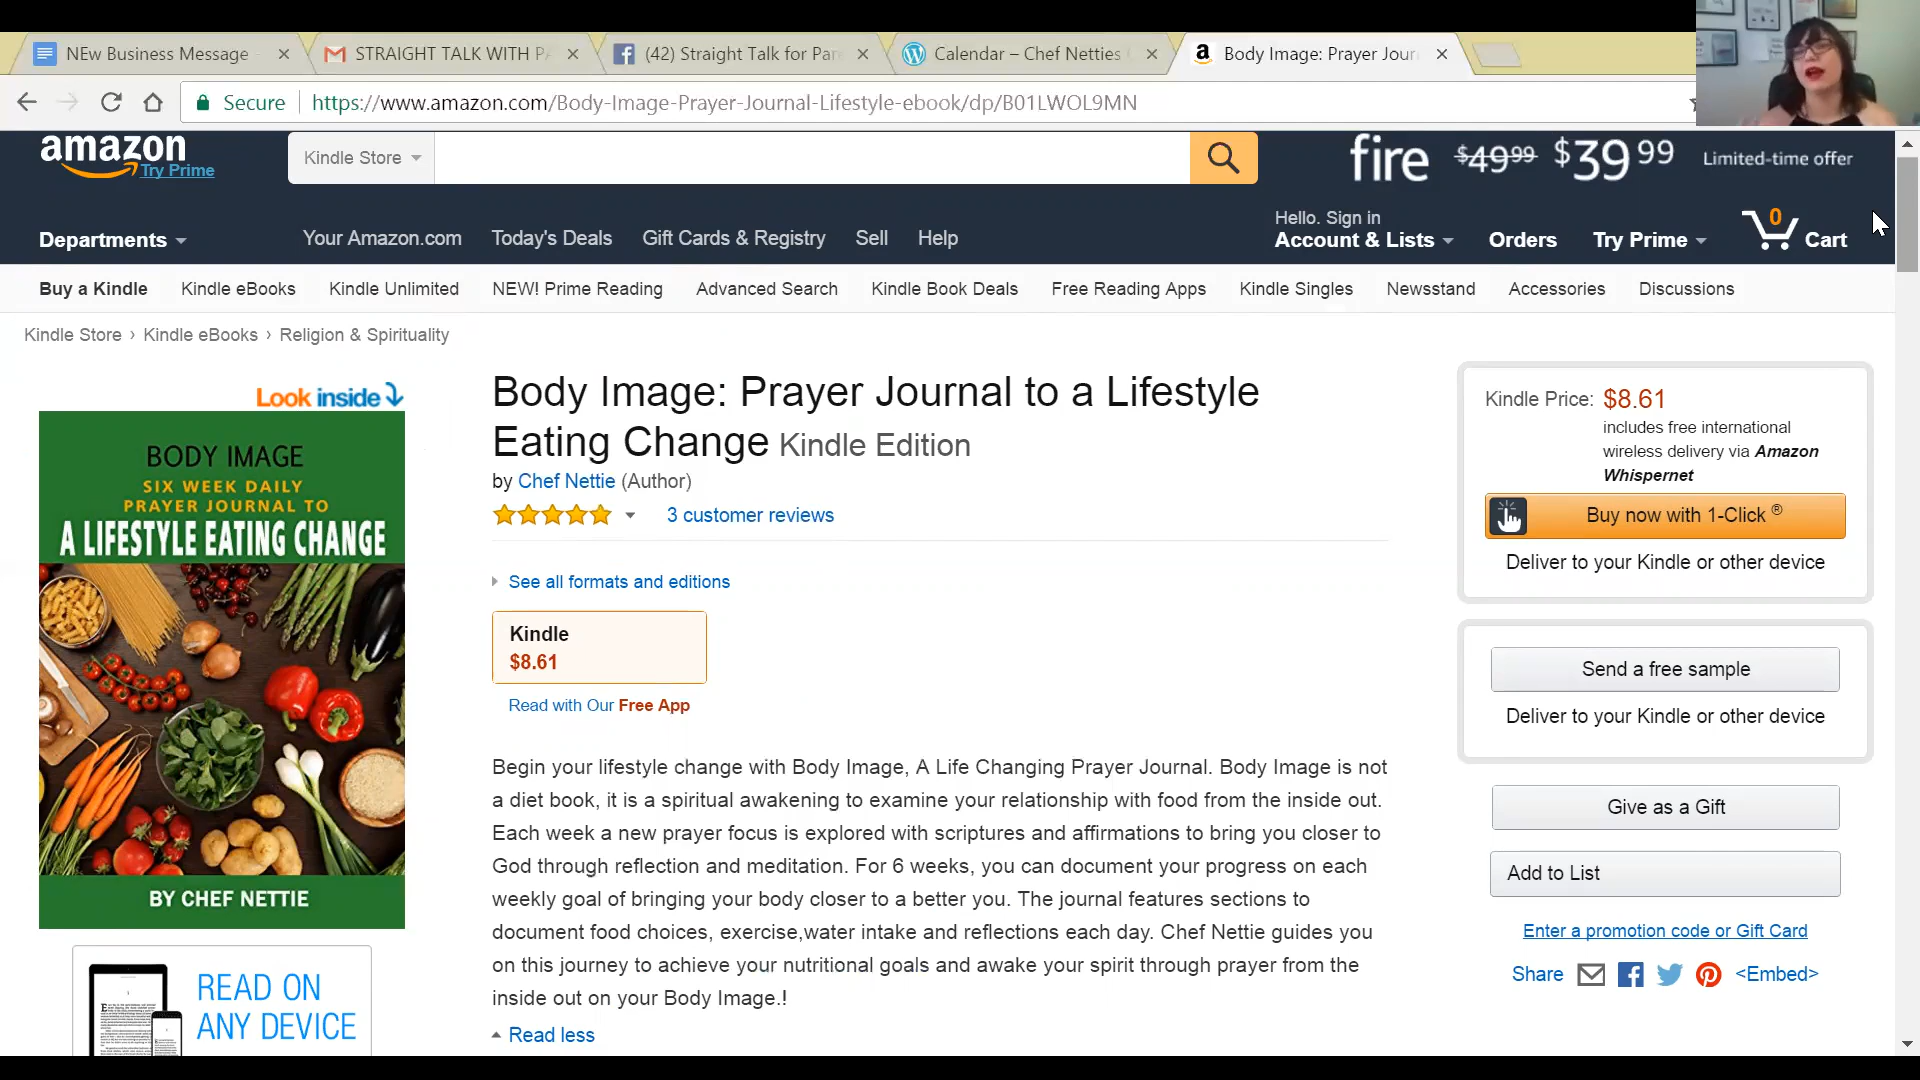 NEw Business Message
STRAIGHT TALK WITH PA
(42) Straight Talk for Pare
Calendar – Chef Netties
Body Image: Prayer Jour
Secure
https://www.amazon.com/Body-Image-Prayer-Journal-Lifestyle-ebook/dp/B01LWOL9MN
amazon
Try Prime
Kindle Store
fire $49.99 $39.99 Limited-time offer
Departments
Your Amazon.com Today's Deals Gift Cards & Registry Sell Help
Hello. Sign in
Account & Lists Orders Try Prime 0 Cart
Buy a Kindle Kindle eBooks Kindle Unlimited NEW! Prime Reading Advanced Search Kindle Book Deals Free Reading Apps Kindle Singles Newsstand Accessories Discussions
Kindle Store › Kindle eBooks › Religion & Spirituality
Look inside
BODY IMAGE
SIX WEEK DAILY
PRAYER JOURNAL TO
A LIFESTYLE EATING CHANGE
BY CHEF NETTIE
READ ON
ANY DEVICE
Body Image: Prayer Journal to a Lifestyle
Eating Change Kindle Edition
by Chef Nettie (Author)
3 customer reviews
See all formats and editions
Kindle
$8.61
Read with Our Free App
Begin your lifestyle change with Body Image, A Life Changing Prayer Journal. Body Image is not
a diet book, it is a spiritual awakening to examine your relationship with food from the inside out.
Each week a new prayer focus is explored with scriptures and affirmations to bring you closer to
God through reflection and meditation. For 6 weeks, you can document your progress on each
weekly goal of bringing your body closer to a better you. The journal features sections to
document food choices, exercise,water intake and reflections each day. Chef Nettie guides you
on this journey to achieve your nutritional goals and awake your spirit through prayer from the
inside out on your Body Image.!
Read less
Kindle Price: $8.61
includes free international
wireless delivery via Amazon
Whispernet
Buy now with 1-Click ®
Deliver to your Kindle or other device
Send a free sample
Deliver to your Kindle or other device
Give as a Gift
Add to List
Enter a promotion code or Gift Card
Share <Embed>